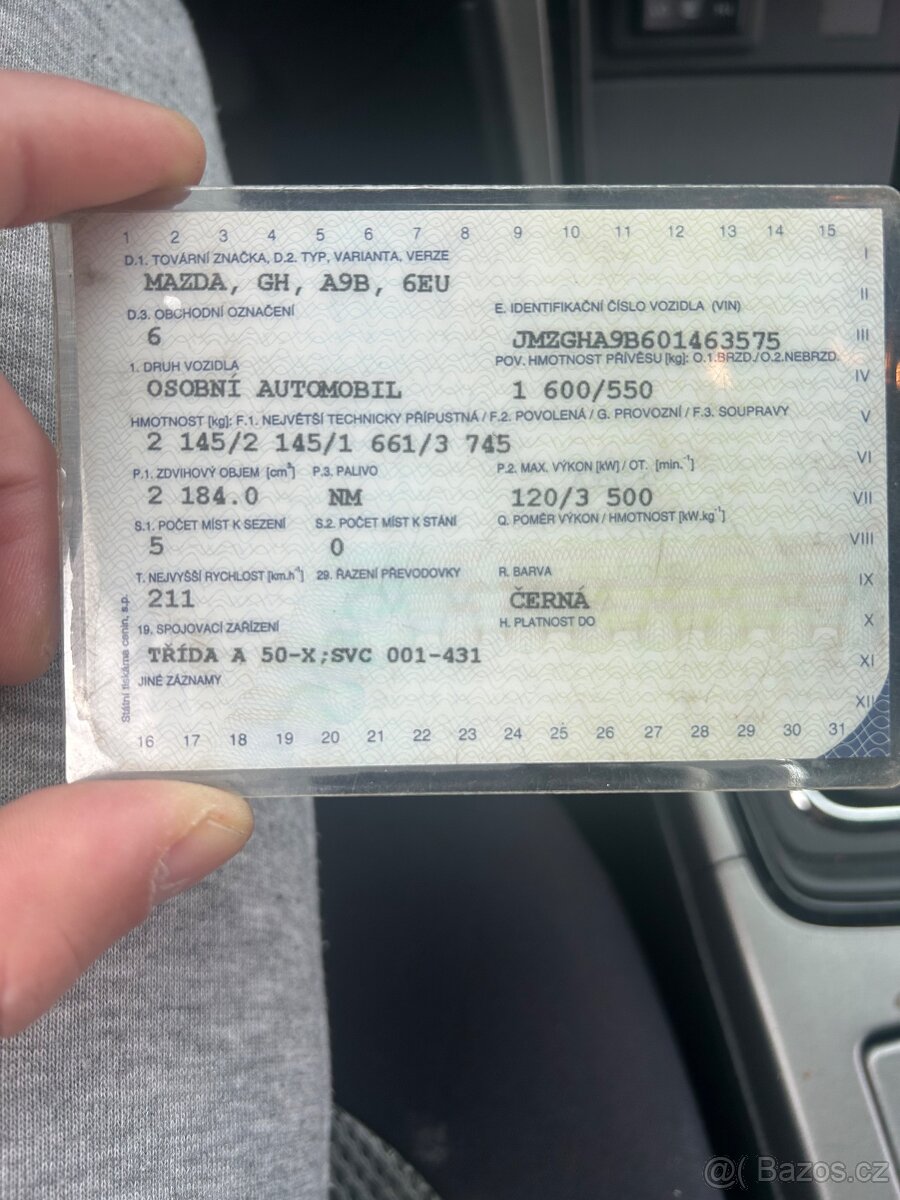 1 2 3 4 5 6 7 8 9 10 11 12 13 14 15
D.1. TOVÁRNÍ ZNAČKA, D.2. TYP, VARIANTA, VERZE
I
MAZDA, GH, A9B, 6EU
II
D.3. OBCHODNÍ OZNAČENÍ
E. IDENTIFIKAČNÍ ČÍSLO VOZIDLA (VIN)
6
JMZGHA9B601463575
III
1. DRUH VOZIDLA
POV. HMOTNOST PŘÍVĚSU [kg]: O.1.BRZD./O.2.NEBRZD.
OSOBNÍ AUTOMOBIL
1 600/550
IV
HMOTNOST [kg]: F.1. NEJVĚTŠÍ TECHNICKY PŘÍPUSTNÁ / F.2. POVOLENÁ / G. PROVOZNÍ / F.3. SOUPRAVY
V
2 145/2 145/1 661/3 745
P.1. ZDVIHOVÝ OBJEM [cm³]
P.3. PALIVO
P.2. MAX. VÝKON [kW] / OT. [min.⁻¹]
VI
2 184.0
NM
120/3 500
VII
S.1. POČET MÍST K SEZENÍ
S.2. POČET MÍST K STÁNÍ
Q. POMĚR VÝKON / HMOTNOST [kW.kg⁻¹]
5
0
VIII
T. NEJVYŠŠÍ RYCHLOST [km.h⁻¹]
29. ŘAZENÍ PŘEVODOVKY
R. BARVA
IX
211
ČERNÁ
19. SPOJOVACÍ ZAŘÍZENÍ
H. PLATNOST DO
X
TŘÍDA A 50-X;SVC 001-431
XI
JINÉ ZÁZNAMY
XII
Státní tiskárna cenin, s.p.
16 17 18 19 20 21 22 23 24 25 26 27 28 29 30 31
@( Bazos.cz